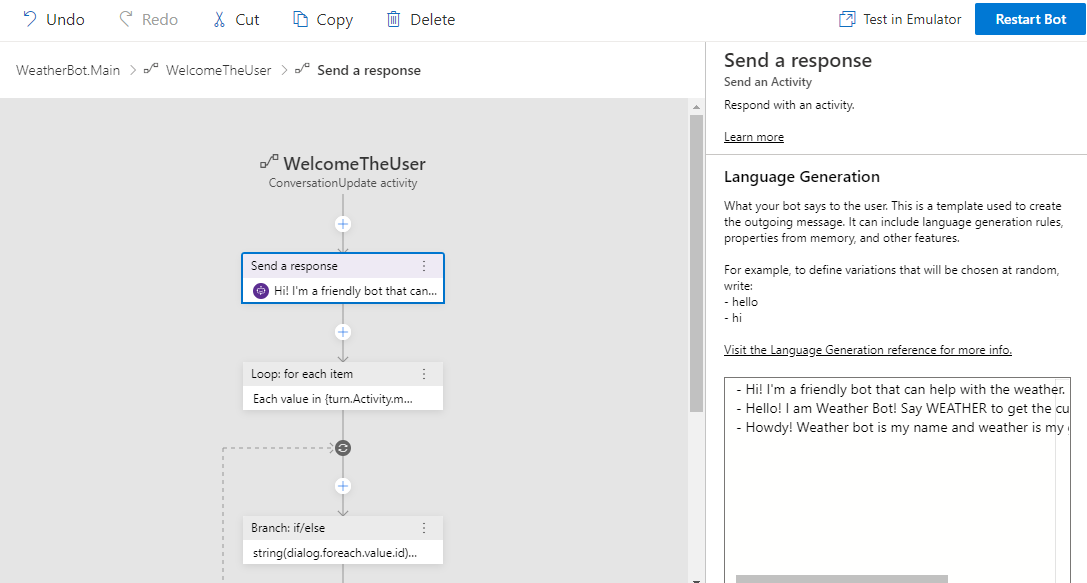 Undo Redo Cut Copy Delete Test in Emulator Restart Bot
WeatherBot.Main > WelcomeTheUser > Send a response
WelcomeTheUser
ConversationUpdate activity
Send a response
Hi! I'm a friendly bot that can...
Loop: for each item
Each value in {turn.Activity.m...
Branch: if/else
string(dialog.foreach.value.id)...
Send a response
Send an Activity
Respond with an activity.
Learn more
Language Generation
What your bot says to the user. This is a template used to create
the outgoing message. It can include language generation rules,
properties from memory, and other features.
For example, to define variations that will be chosen at random,
write:
- hello
- hi
Visit the Language Generation reference for more info.
- Hi! I'm a friendly bot that can help with the weather.
- Hello! I am Weather Bot! Say WEATHER to get the
- Howdy! Weather bot is my name and weather is my